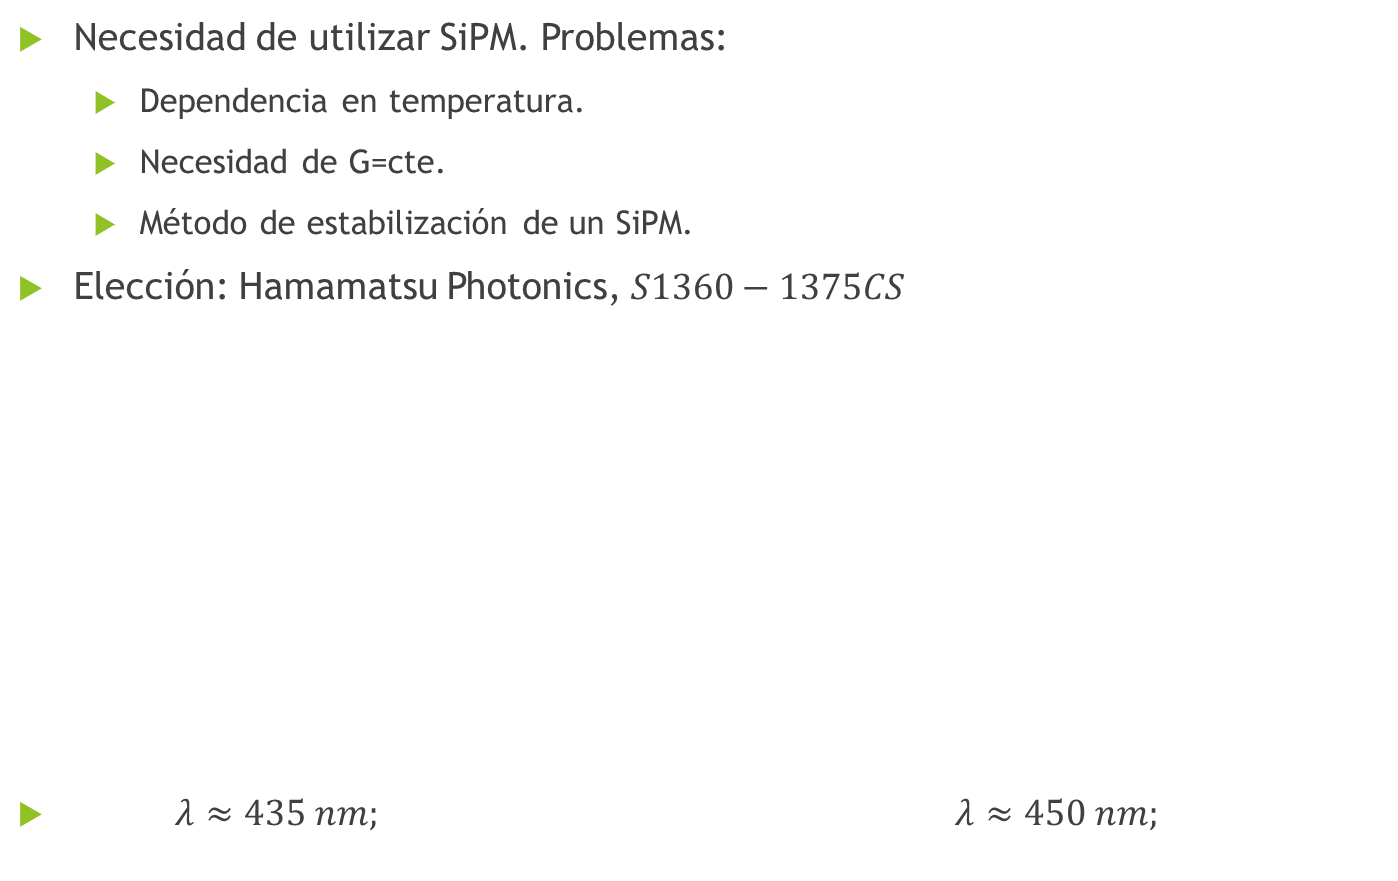 Necesidad de utilizar SiPM. Problemas:
Dependencia en temperatura.
Necesidad de G=cte.
Método de estabilización de un SiPM.
Elección: Hamamatsu Photonics, S1360 − 1375CS
λ ≈ 435 nm; λ ≈ 450 nm;